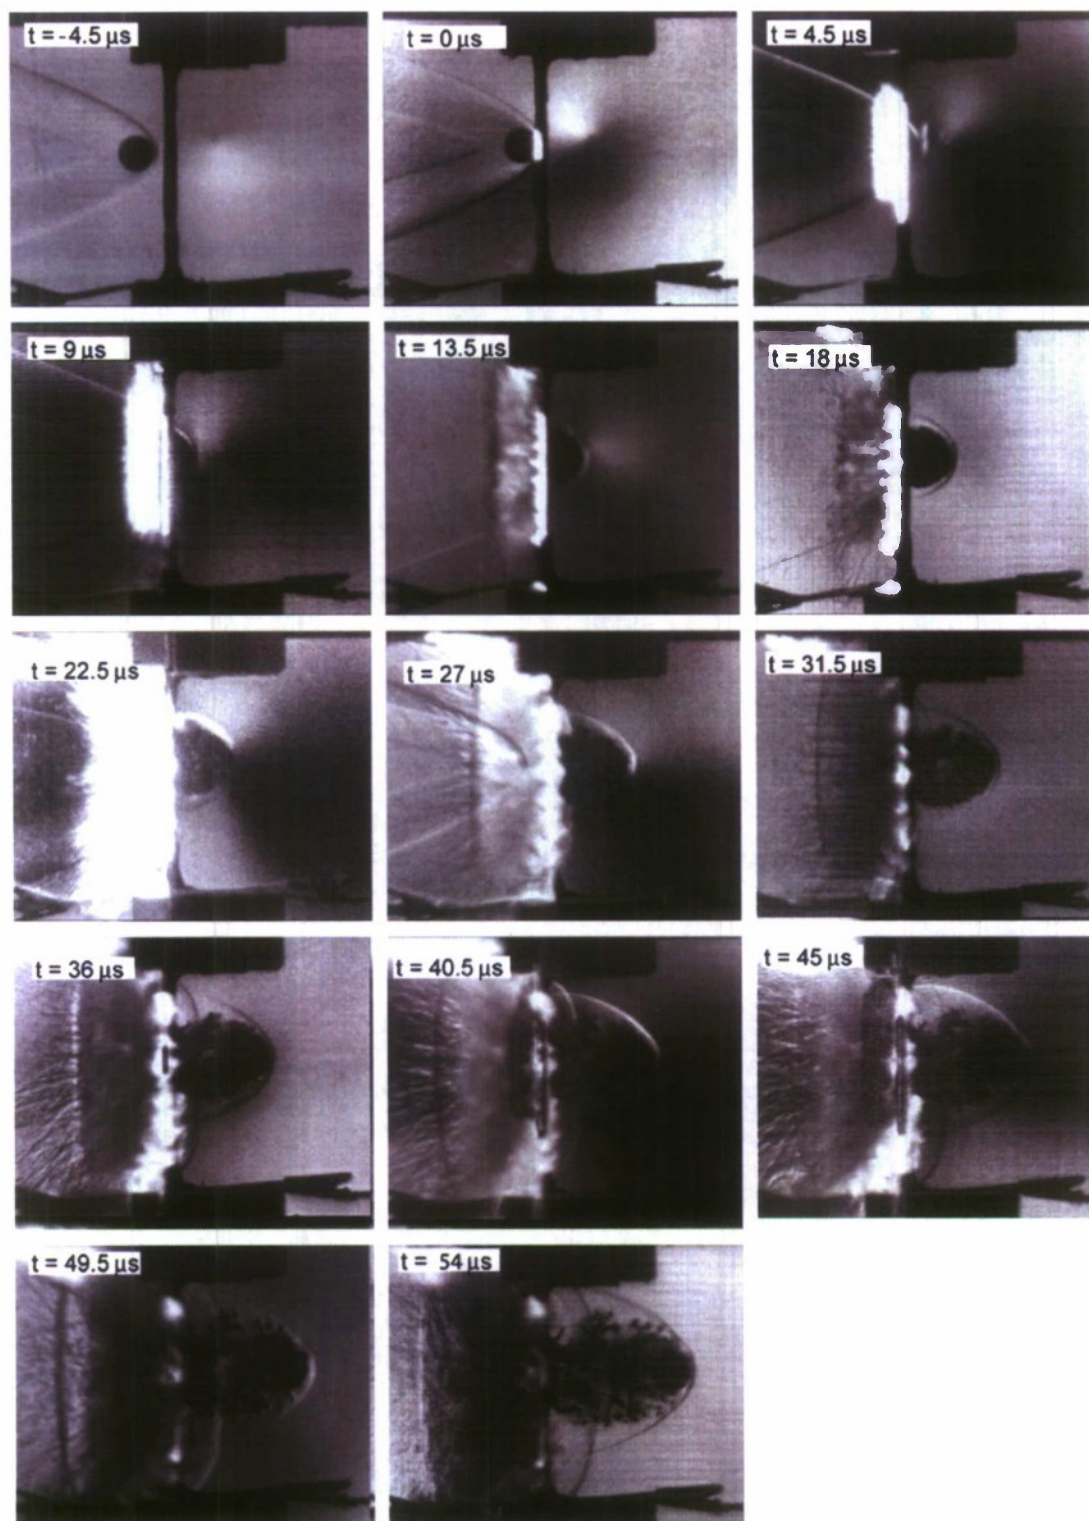 t = -4.5 µs
t = 0 µs
t = 4.5 µs
t = 9 µs
t = 13.5 µs
t = 18 µs
t = 22.5 µs
t = 27 µs
t = 31.5 µs
t = 36 µs
t = 40.5 µs
t = 45 µs
t = 49.5 µs
t = 54 µs